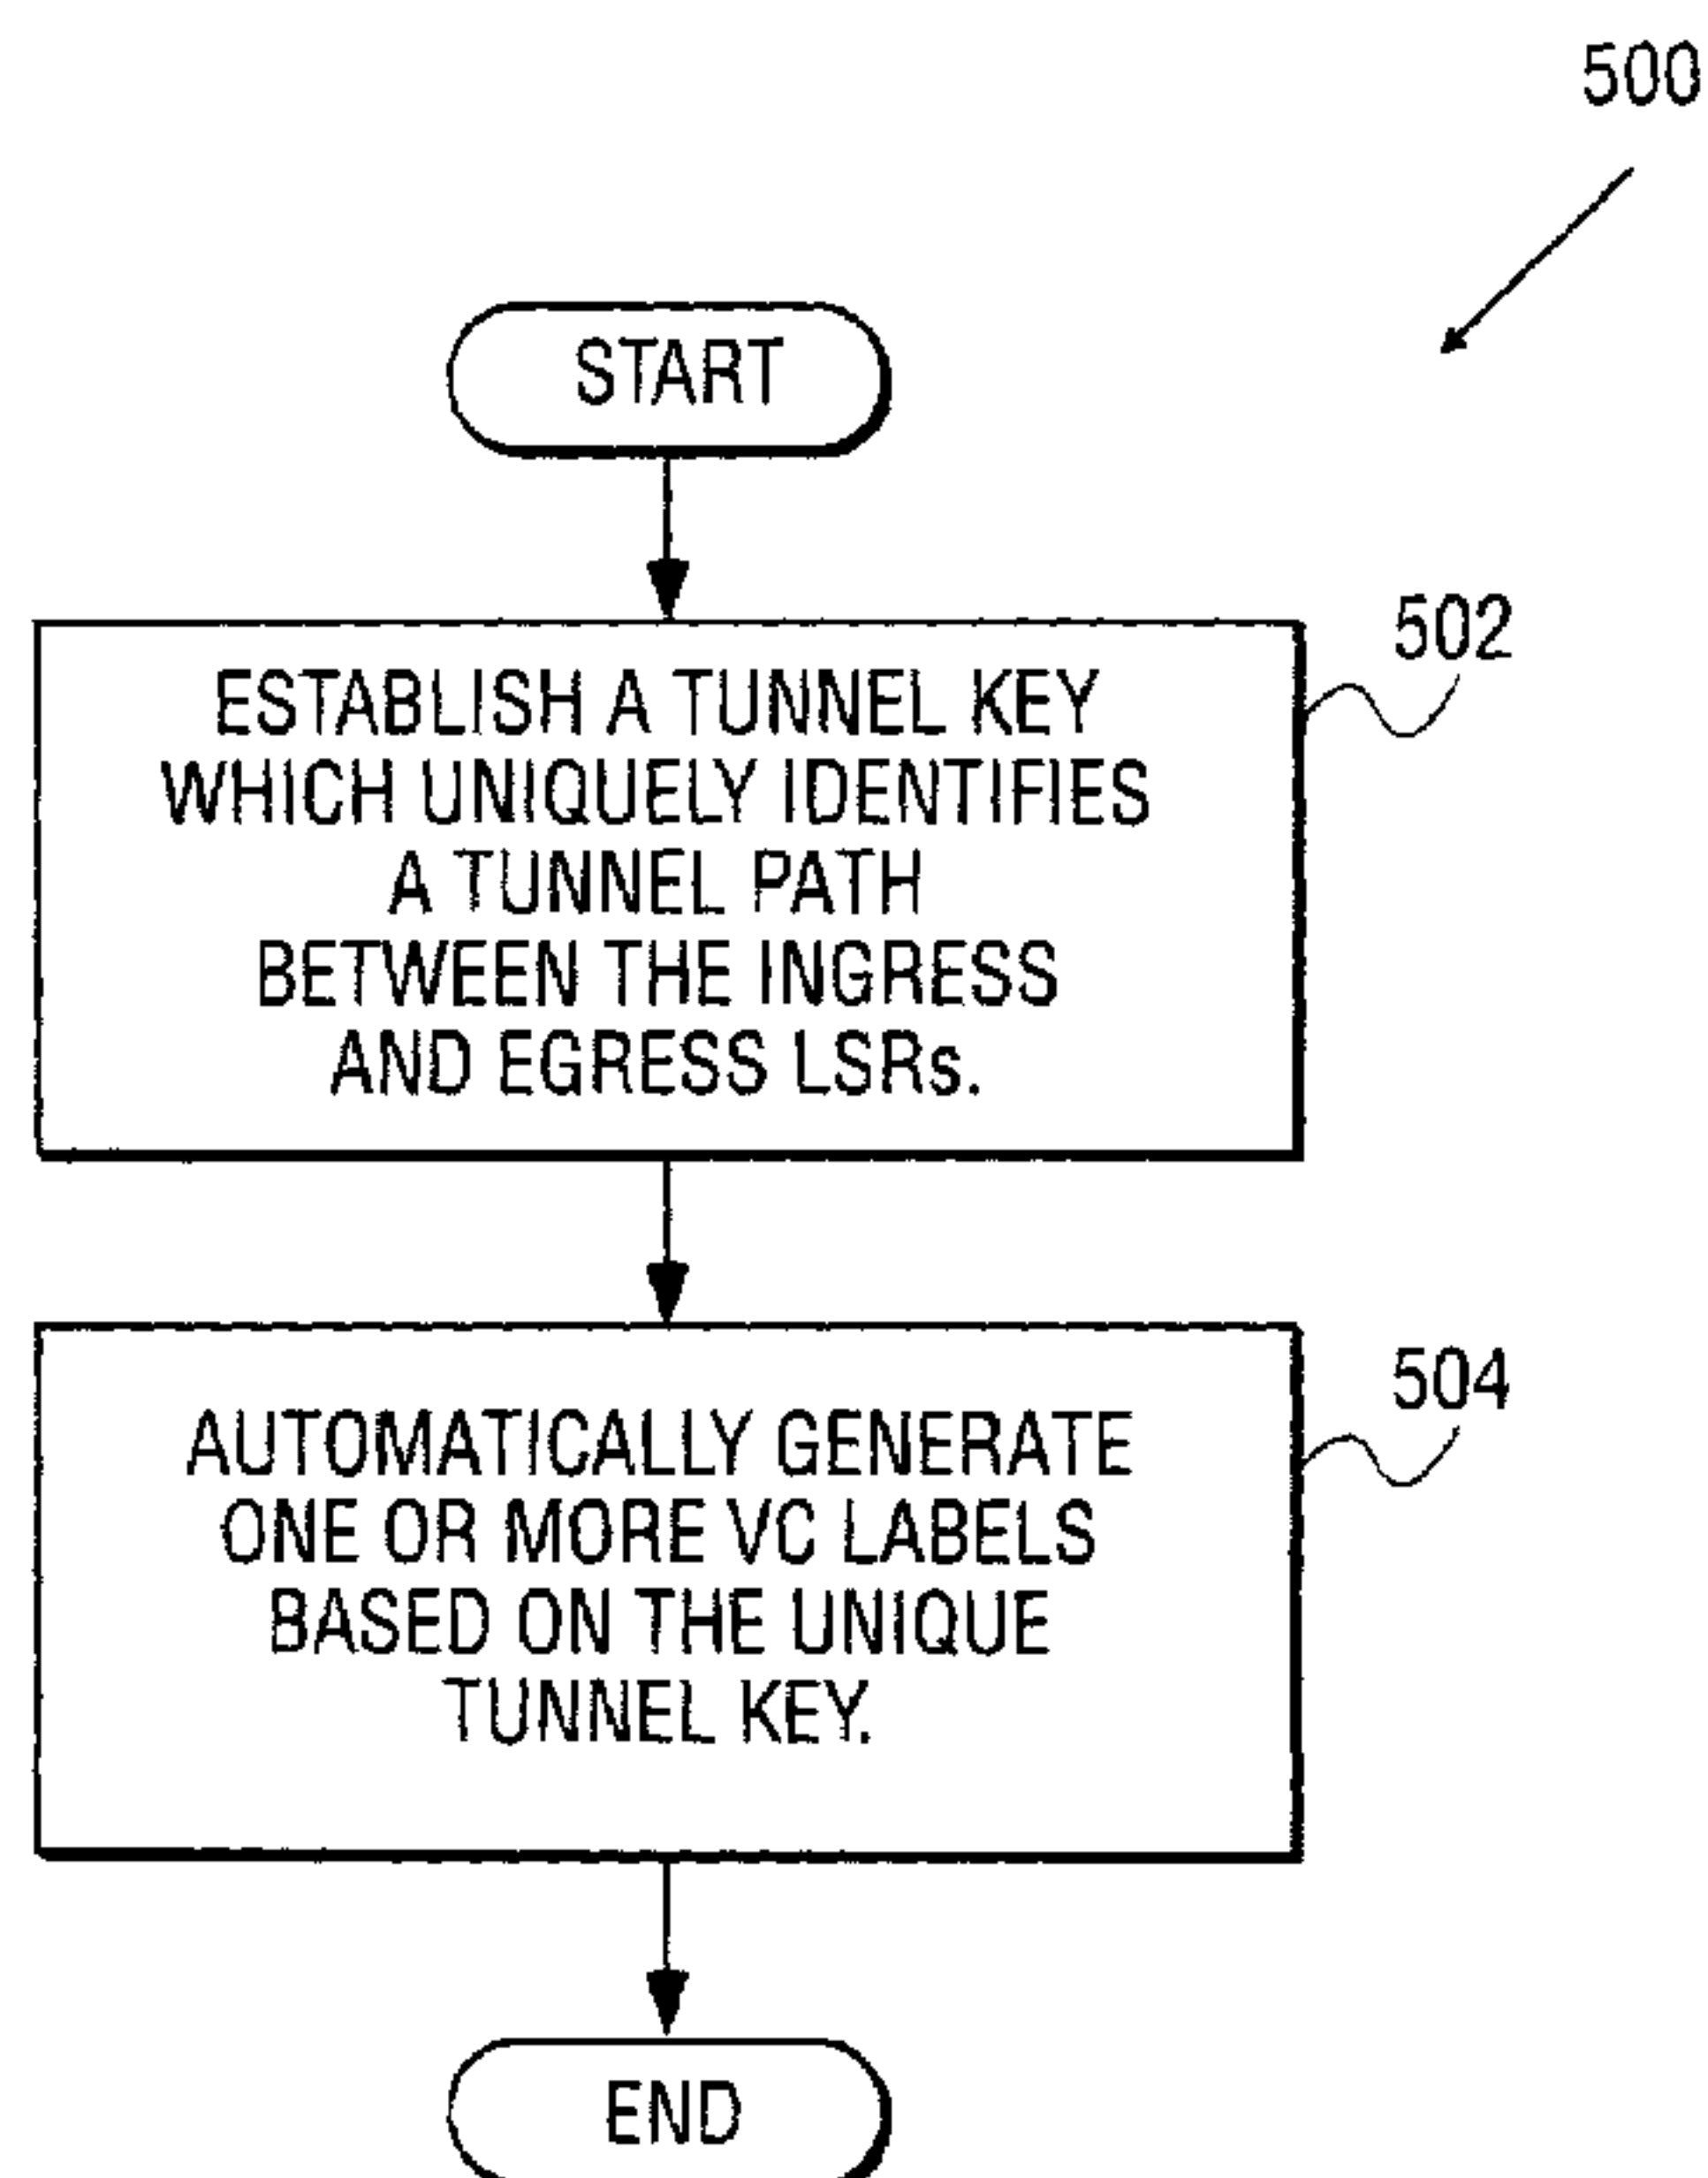 500
START
502
ESTABLISH A TUNNEL KEY
WHICH UNIQUELY IDENTIFIES
A TUNNEL PATH
BETWEEN THE INGRESS
AND EGRESS LSRs.
504
AUTOMATICALLY GENERATE
ONE OR MORE VC LABELS
BASED ON THE UNIQUE
TUNNEL KEY.
END